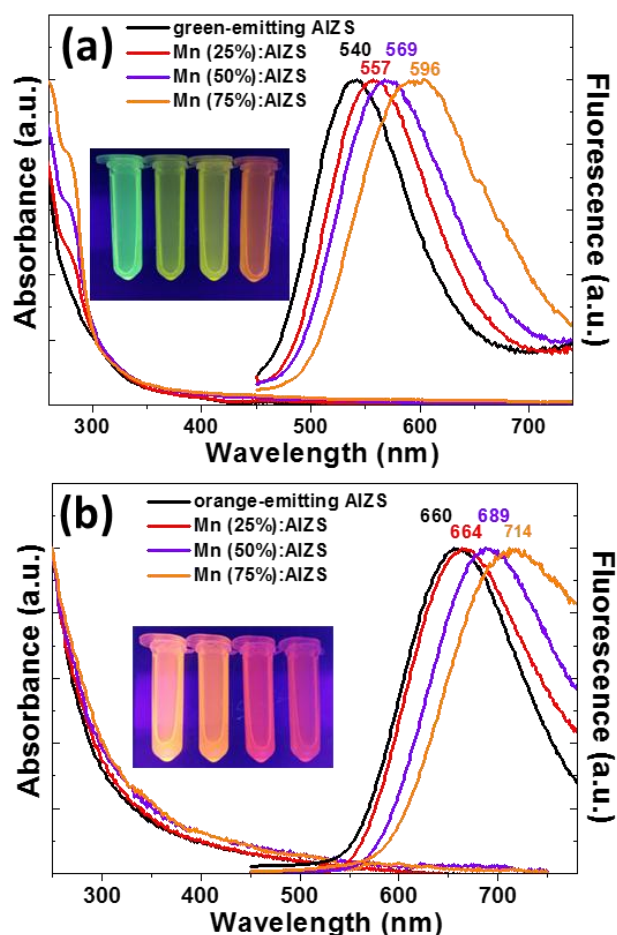 (a)
green-emitting AIZS
Mn (25%):AIZS
Mn (50%):AIZS
Mn (75%):AIZS
540 569
557 596
Absorbance (a.u.)
Fluorescence (a.u.)
300 400 500 600 700
Wavelength (nm)
(b)
orange-emitting AIZS
Mn (25%):AIZS
Mn (50%):AIZS
Mn (75%):AIZS
660 689
664 714
Absorbance (a.u.)
Fluorescence (a.u.)
300 400 500 600 700
Wavelength (nm)